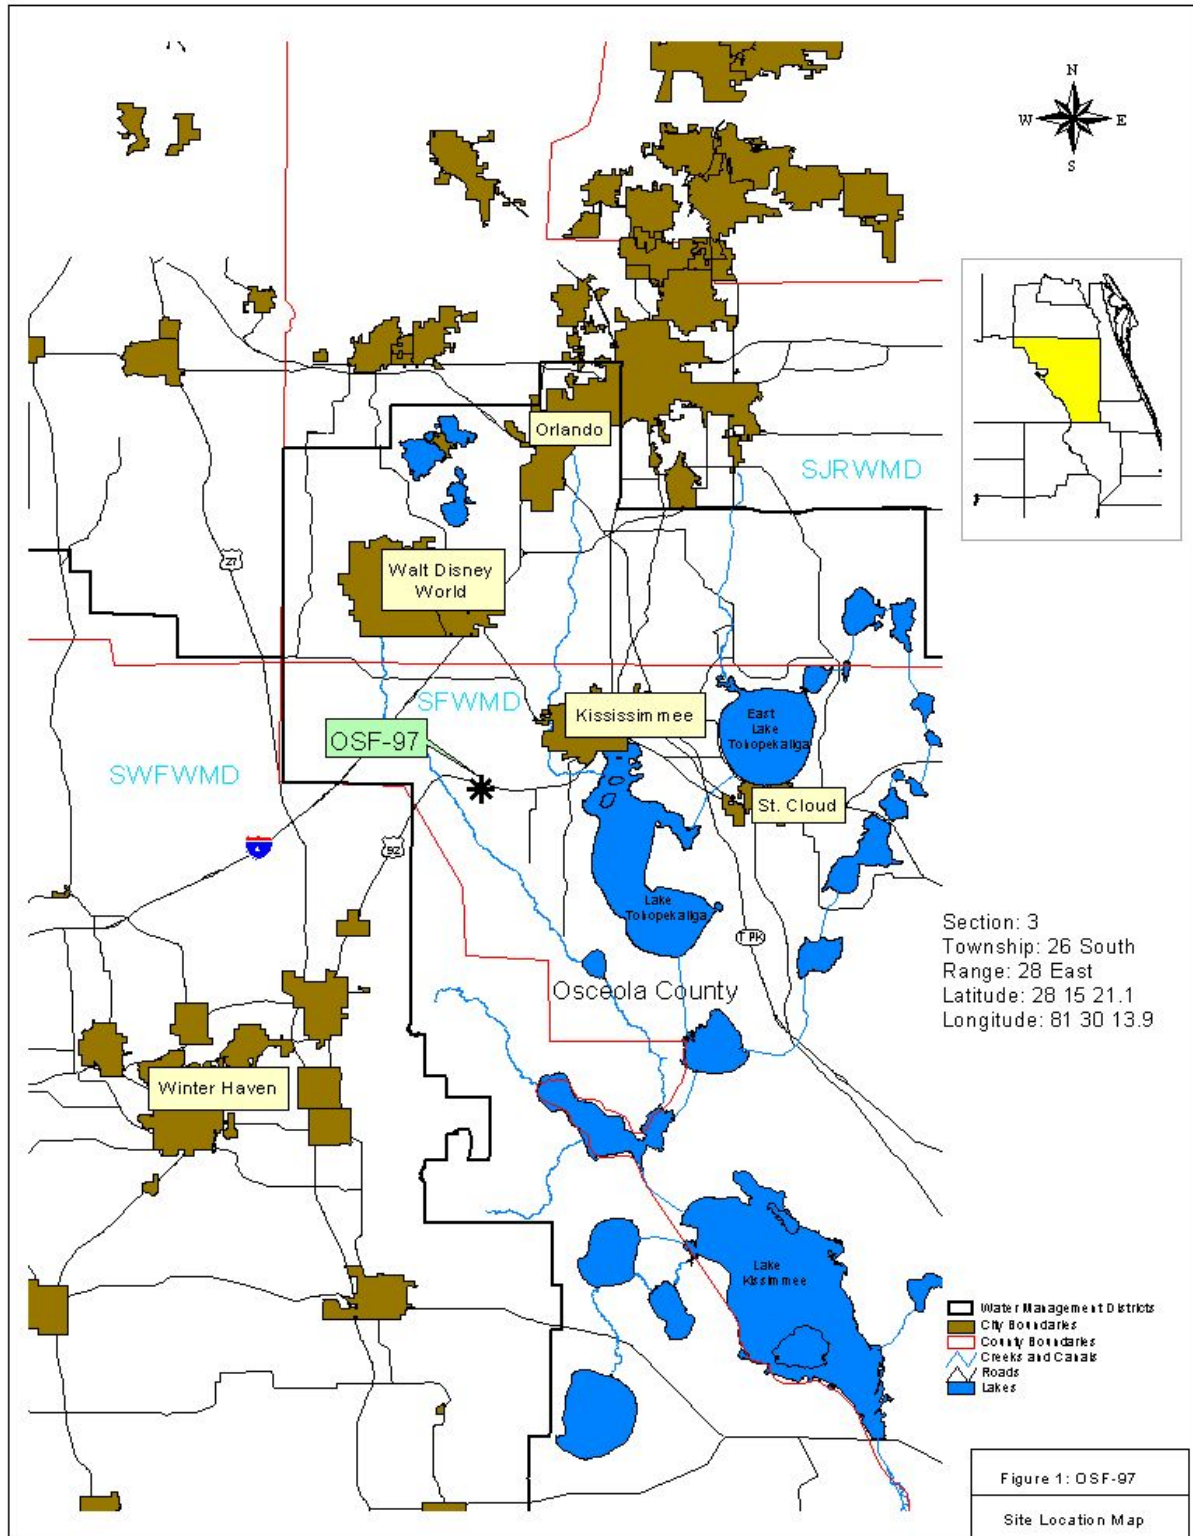 N
W
E
S
Orlando
SJRWMD
27
Walt Disney
World
SFWMD
Kississimmee
East
Lake
Tohopekaliga
OSF-97
SWFWMD
St. Cloud
4
92
Lake
Tohopekaliga
TPK
Section: 3
Township: 26 South
Range: 28 East
Latitude: 28 15 21.1
Longitude: 81 30 13.9
Osceola County
Winter Haven
Lake
Kissimmee
Water Management Districts
City Boundaries
County Boundaries
Creeks and Canals
Roads
Lakes
Figure 1: OSF-97
Site Location Map